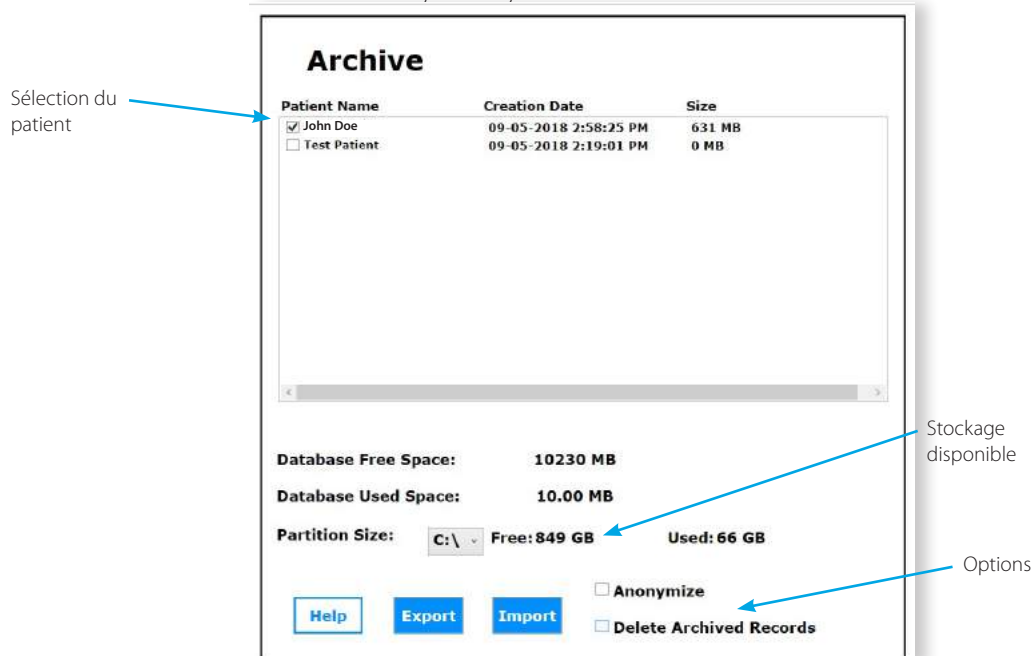 Archive
Sélection du
patient
Patient Name Creation Date Size
John Doe 09-05-2018 2:58:25 PM 631 MB
Test Patient 09-05-2018 2:19:01 PM 0 MB
Stockage
disponible
Database Free Space: 10230 MB
Database Used Space: 10.00 MB
Partition Size: C:\ Free: 849 GB Used: 66 GB
Options
Anonymize
Help Export Import
Delete Archived Records